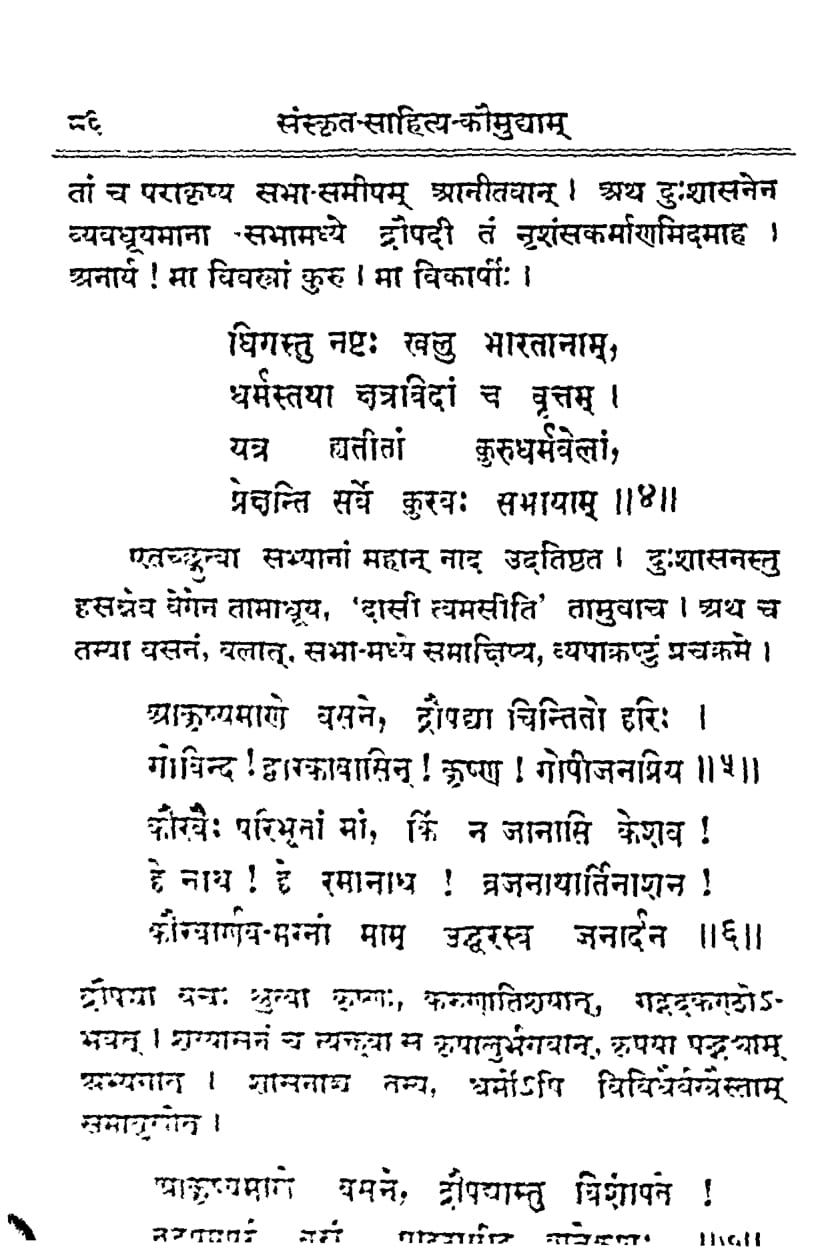 ८६ संस्कृत-साहित्य-कौमुद्याम्
तां च पराकृष्य सभा-समीपम् आनीतवान् । अथ दुःशासनेन
व्यवधूयमाना -सभामध्ये द्रौपदी तं नृशंसकर्माणमिदमाह ।
अनार्य ! मा विवस्त्रां कुरु । मा विकार्षीः ।
धिगस्तु नष्टः खलु भारतानाम्,
धर्मस्तथा क्षत्रविदां च वृत्तम् ।
यत्र ह्यतीतां कुरुधर्मवेलां,
प्रेक्षन्ति सर्वे कुरवः सभायाम् ॥४॥
एतच्छ्रुत्वा सभ्यानां महान् नाद उदतिष्ठत । दुःशासनस्तु
हसन्नेव वेगेन तामाधूय, ‘दासी त्वमसीति’ तामुवाच । अथ च
तस्या वसनं, बलात्, सभा-मध्ये समाक्षिप्य, व्यपाक्रष्टुं प्रचक्रमे ।
आकृष्यमाणे वसने, द्रौपद्या चिन्तितो हरिः ।
गोविन्द ! द्वारकावासिन् ! कृष्ण ! गोपीजनप्रिय ॥५॥
कौरवैः परिभूतां मां, किं न जानासि केशव !
हे नाथ ! हे रमानाथ ! व्रजनाथार्तिनाशन !
कौरवार्णव-मग्नां माम् उद्धरस्व जनार्दन ॥६॥
द्रौपद्या वचः श्रुत्वा कृष्णः, करुणातिशयात्, गद्गदकण्ठोऽ-
भवत् । शय्यासनं च त्यक्त्वा स कृपालुर्भगवान्, कृपया पद्भ्याम्
अभ्यगात् । शासनाच्च तस्य, धर्मोऽपि विविधैर्वस्त्रैस्ताम्
समावृणोत् ।
आकृष्यमाणे वसने, द्रौपद्यास्तु विशांपते !